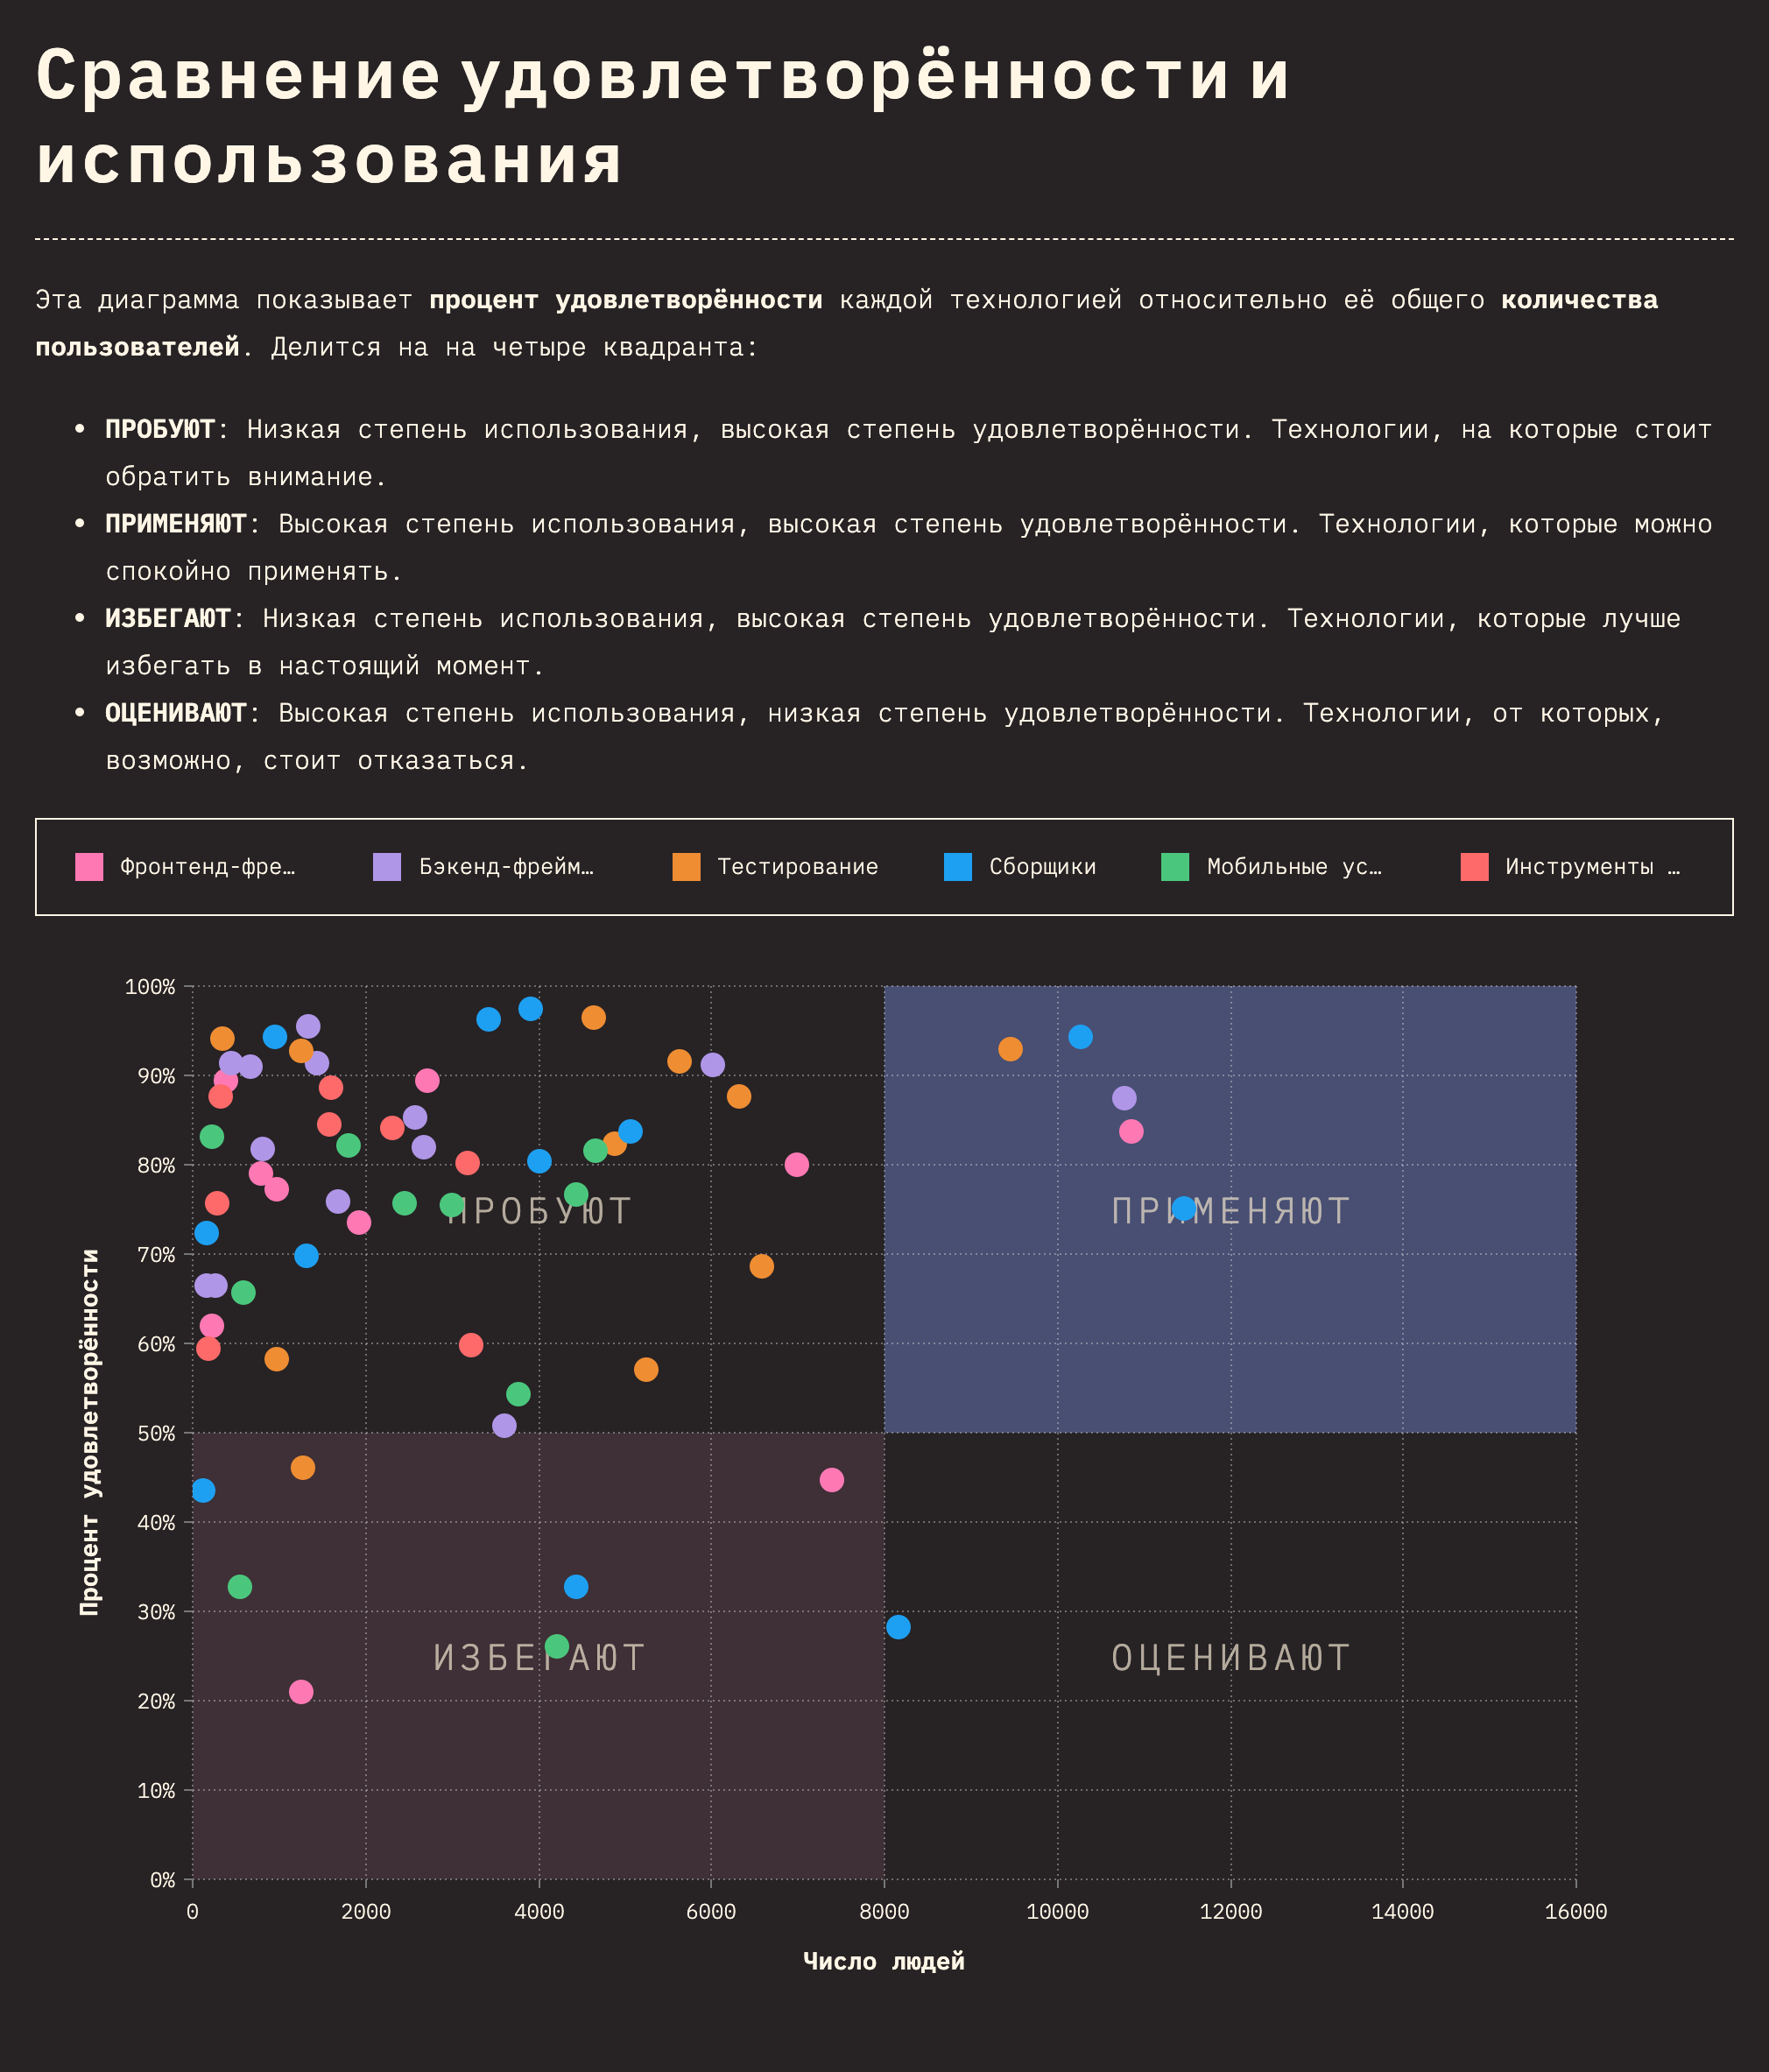 Сравнение удовлетворённости и
использования
Эта диаграмма показывает процент удовлетворённости каждой технологией относительно её общего количества
пользователей. Делится на на четыре квадранта:
• ПРОБУЮТ: Низкая степень использования, высокая степень удовлетворённости. Технологии, на которые стоит
обратить внимание.
• ПРИМЕНЯЮТ: Высокая степень использования, высокая степень удовлетворённости. Технологии, которые можно
спокойно применять.
• ИЗБЕГАЮТ: Низкая степень использования, высокая степень удовлетворённости. Технологии, которые лучше
избегать в настоящий момент.
• ОЦЕНИВАЮТ: Высокая степень использования, низкая степень удовлетворённости. Технологии, от которых,
возможно, стоит отказаться.
Фронтенд-фре… Бэкенд-фрейм… Тестирование Сборщики Мобильные ус… Инструменты …
100%
90%
80%
ПРОБУЮТ ПРИМЕНЯЮТ
70%
60%
50%
40%
30%
ИЗБЕГАЮТ ОЦЕНИВАЮТ
20%
10%
0%
Процент удовлетворённости
0 2000 4000 6000 8000 10000 12000 14000 16000
Число людей